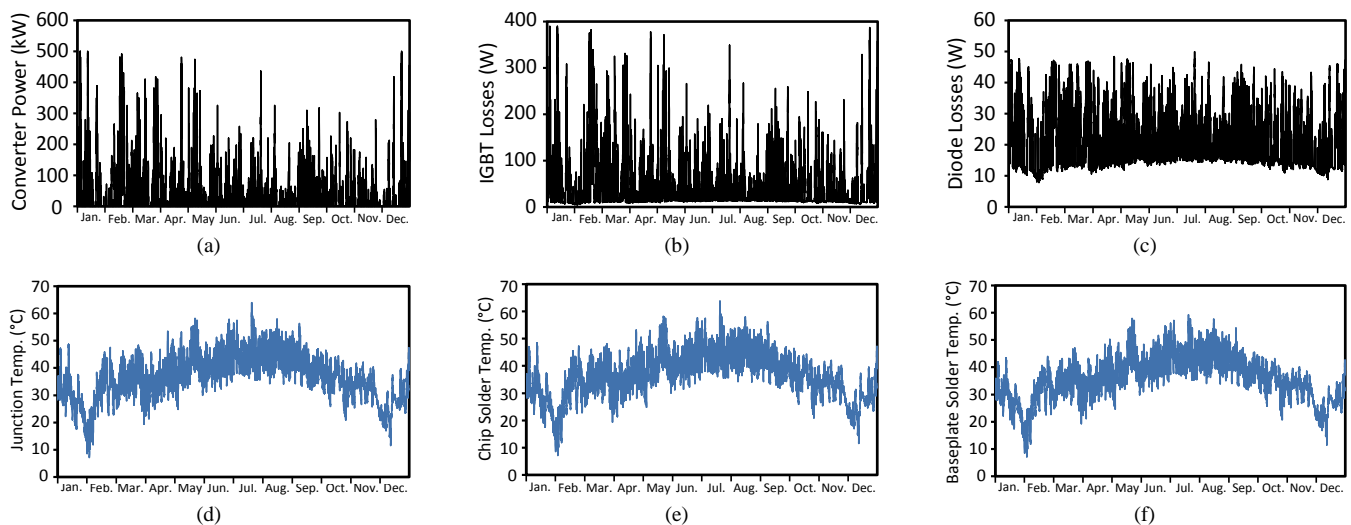 Converter Power (kW)
600
500
400
300
200
100
0
Jan. Feb. Mar. Apr. May Jun. Jul. Aug. Sep. Oct. Nov. Dec.
(a)
IGBT Losses (W)
400
300
200
100
0
Jan. Feb. Mar. Apr. May Jun. Jul. Aug. Sep. Oct. Nov. Dec.
(b)
Diode Losses (W)
60
50
40
30
20
10
0
Jan. Feb. Mar. Apr. May Jun. Jul. Aug. Sep. Oct. Nov. Dec.
(c)
Junction Temp. (°C)
70
60
50
40
30
20
10
0
Jan. Feb. Mar. Apr. May Jun. Jul. Aug. Sep. Oct. Nov. Dec.
(d)
Chip Solder Temp. (°C)
70
60
50
40
30
20
10
0
Jan. Feb. Mar. Apr. May Jun. Jul. Aug. Sep. Oct. Nov. Dec.
(e)
Baseplate Solder Temp. (°C)
70
60
50
40
30
20
10
0
Jan. Feb. Mar. Apr. May Jun. Jul. Aug. Sep. Oct. Nov. Dec.
(f)